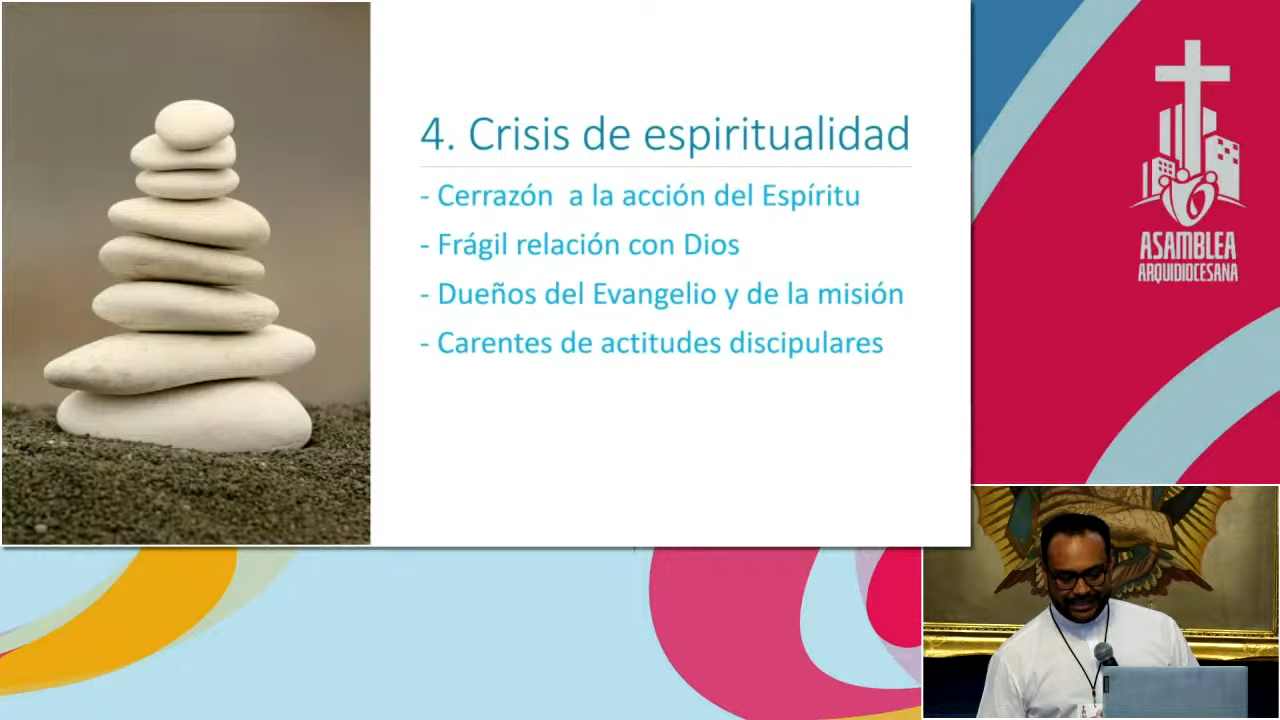 4. Crisis de espiritualidad
- Cerrazón  a la acción del Espíritu
- Frágil relación con Dios
- Dueños del Evangelio y de la misión
- Carentes de actitudes discipulares
ASAMBLEA
ARQUIDIOCESANA